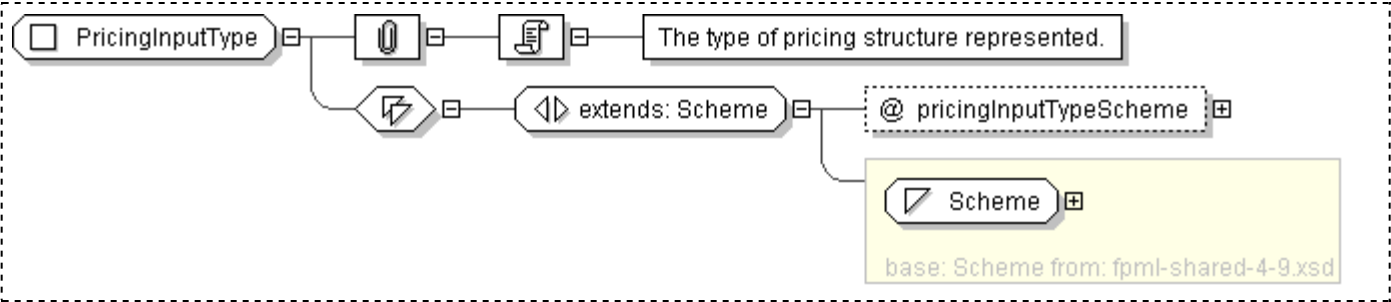 PricingInputType
The type of pricing structure represented.
extends: Scheme
@ pricingInputTypeScheme
Scheme
base: Scheme from: fpml-shared-4-9.xsd